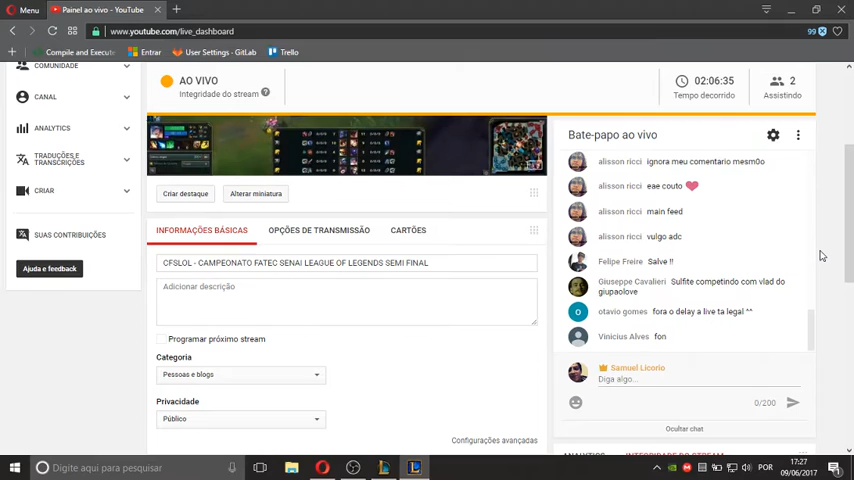 Menu
Painel ao vivo - YouTube
www.youtube.com/live_dashboard
99
Compile and Execute
Entrar
User Settings - GitLab
Trello
COMUNIDADE
CANAL
ANALYTICS
TRADUÇÕES E
TRANSCRIÇÕES
CRIAR
SUAS CONTRIBUIÇÕES
Ajuda e feedback
AO VIVO
Integridade do stream
02:06:35
Tempo decorrido
2
Assistindo
Criar destaque
Alterar miniatura
INFORMAÇÕES BÁSICAS
OPÇÕES DE TRANSMISSÃO
CARTÕES
CFSLOL - CAMPEONATO FATEC SENAI LEAGUE OF LEGENDS SEMI FINAL
Adicionar descrição
Programar próximo stream
Categoria
Pessoas e blogs
Privacidade
Público
Configurações avançadas
Bate-papo ao vivo
alisson ricci ignora meu comentario mesm0o
alisson ricci eae couto
alisson ricci main feed
alisson ricci vulgo adc
Felipe Freire Salve !!
Giuseppe Cavalieri Sulfite competindo com vlad do
giupaolove
otavio gomes fora o delay a live ta legal ^^
Vinicius Alves fon
Samuel Licorio
Diga algo...
0/200
Ocultar chat
ANALYTICS
INTEGRIDADE DO STREAM
Digite aqui para pesquisar
POR
17:27
09/06/2017